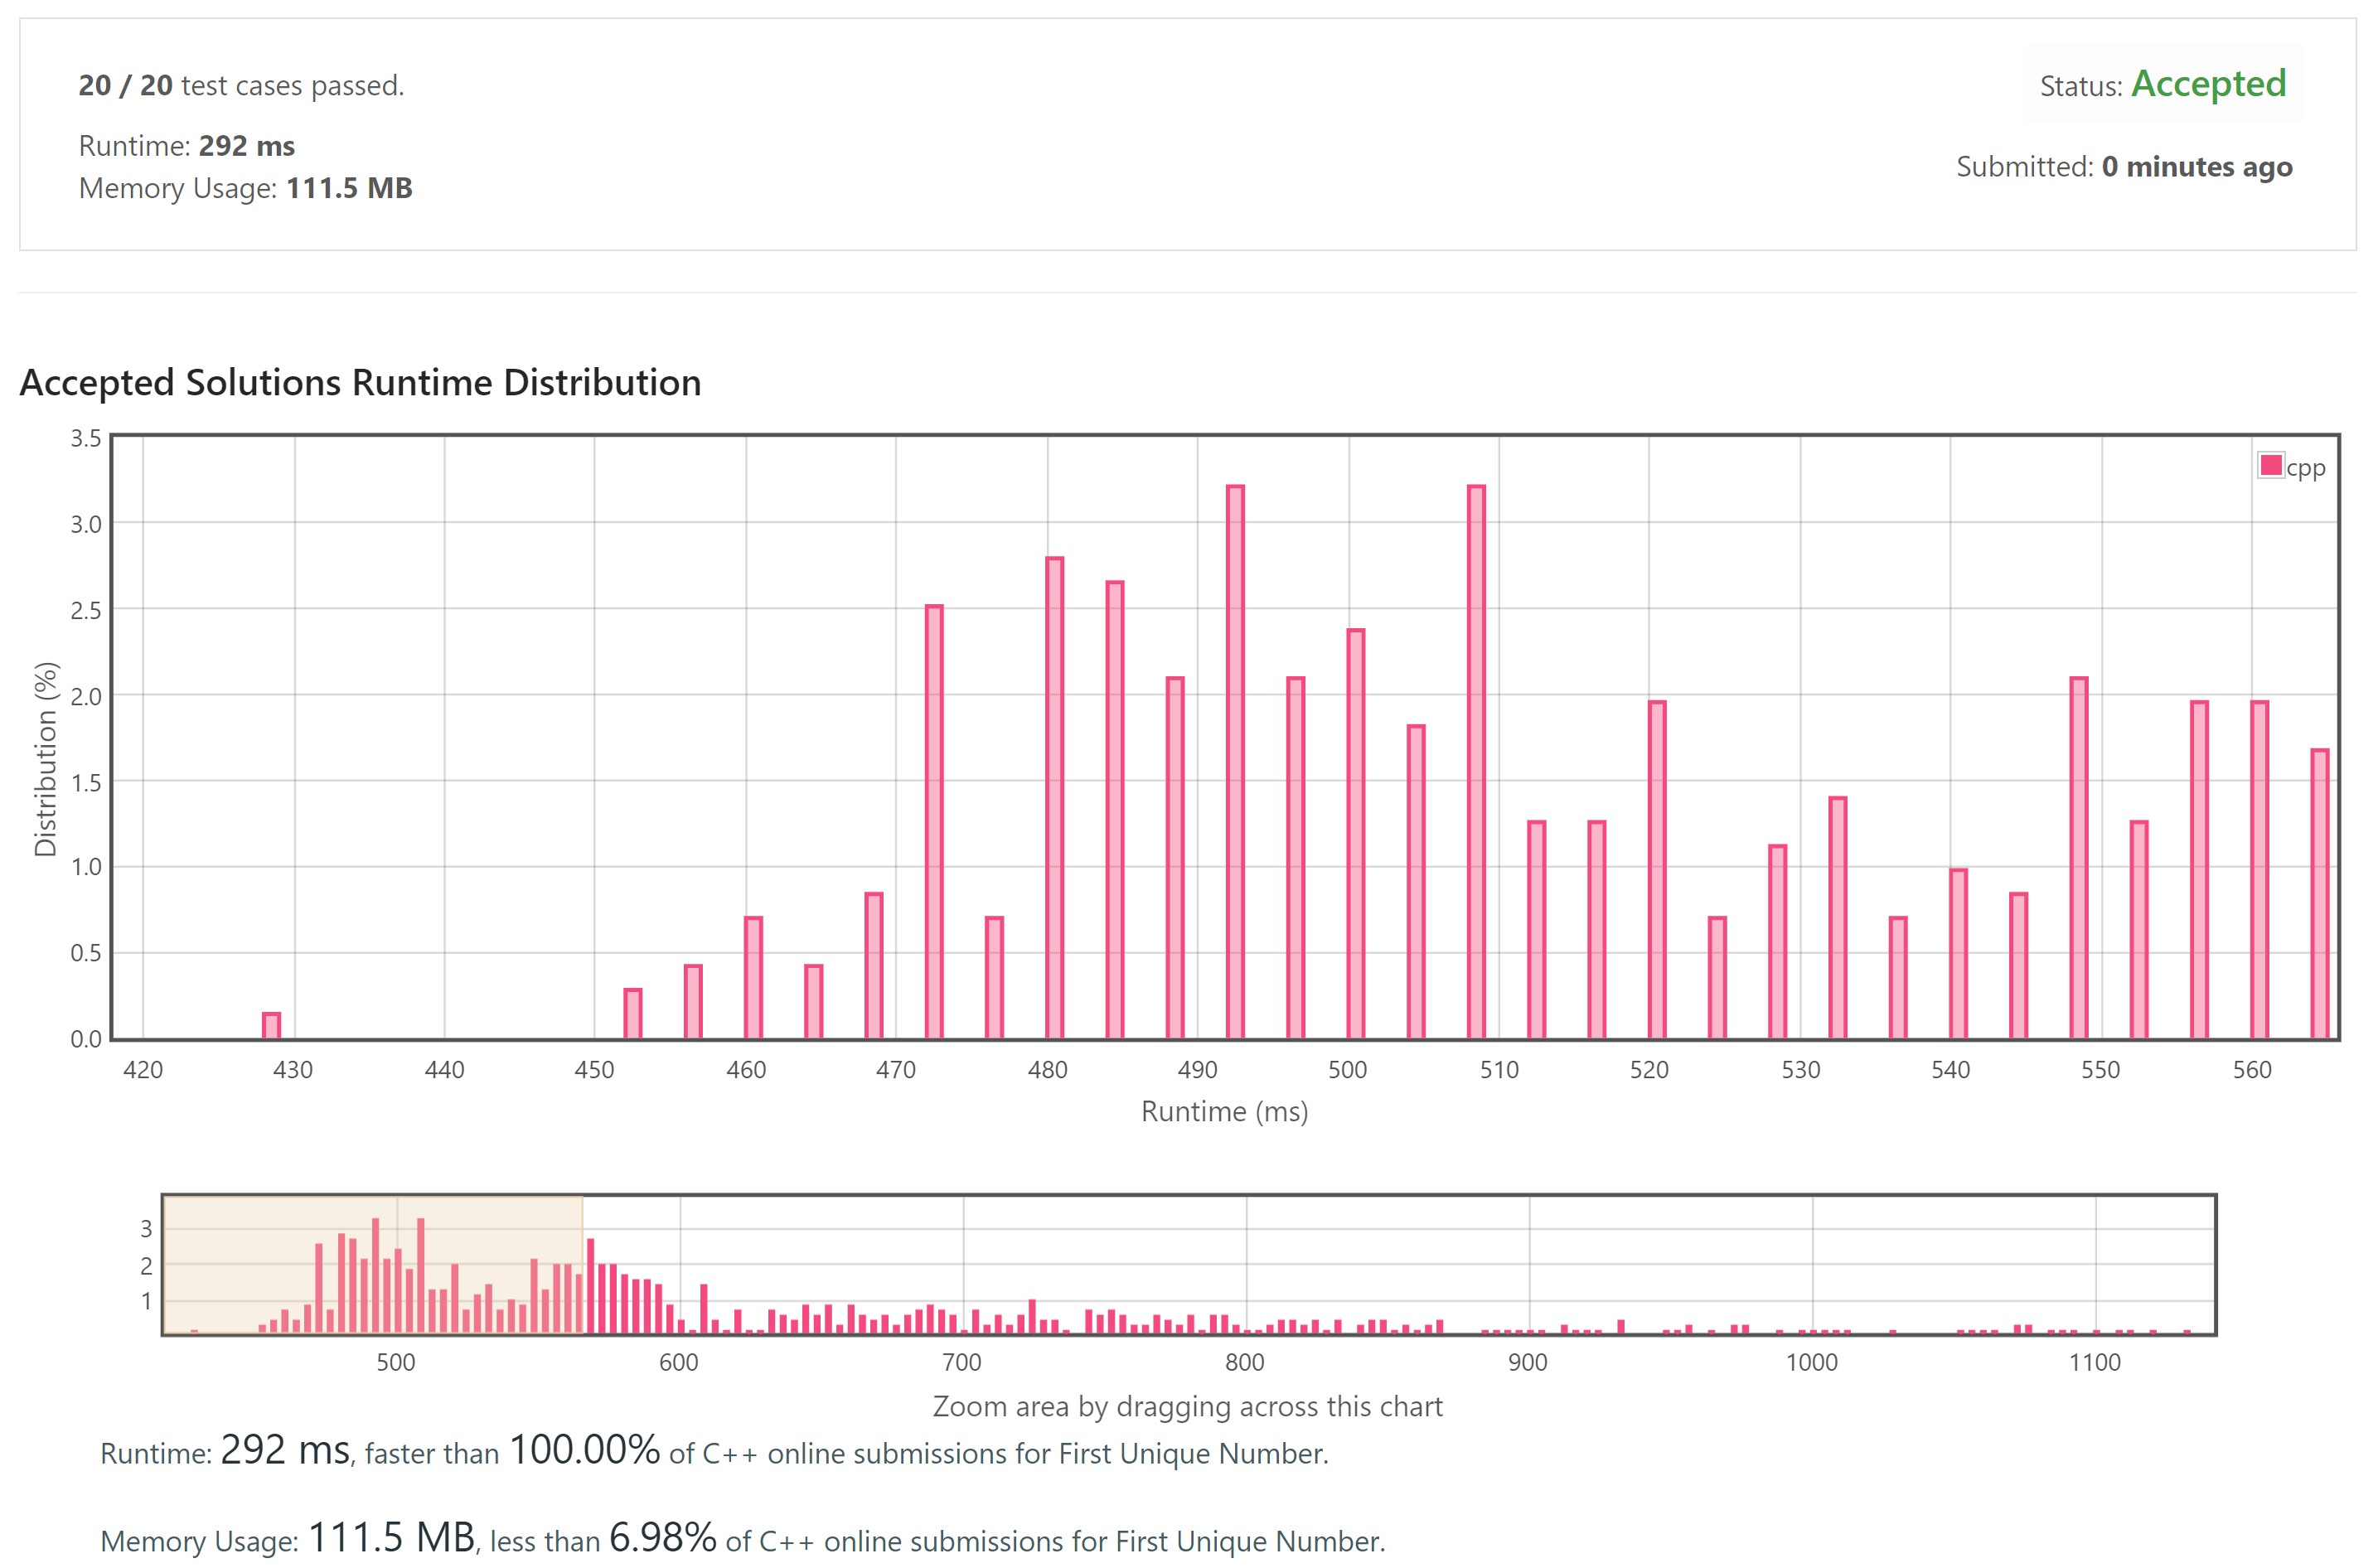 20 / 20 test cases passed.
Status: Accepted
Runtime: 292 ms
Submitted: 0 minutes ago
Memory Usage: 111.5 MB
Accepted Solutions Runtime Distribution
3.5
cpp
3.0
2.5
2.0
1.5
1.0
0.5
0.0
Distribution (%)
420 430 440 450 460 470 480 490 500 510 520 530 540 550 560
Runtime (ms)
3
2
1
500 600 700 800 900 1000 1100
Zoom area by dragging across this chart
Runtime: 292 ms, faster than 100.00% of C++ online submissions for First Unique Number.
Memory Usage: 111.5 MB, less than 6.98% of C++ online submissions for First Unique Number.